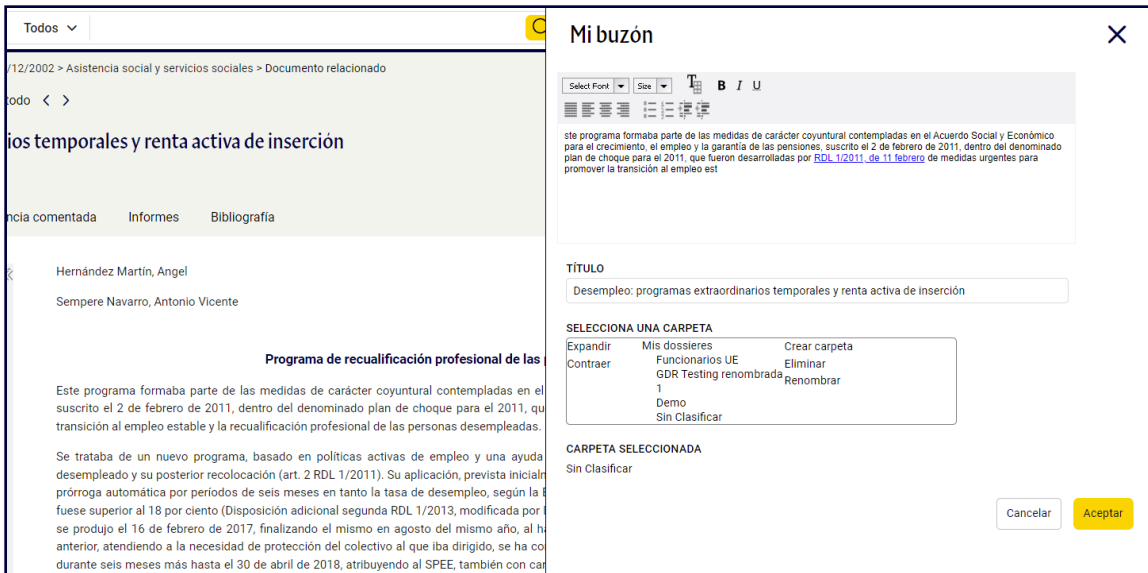 Todos
/12/2002 > Asistencia social y servicios sociales > Documento relacionado
todo
ios temporales y renta activa de inserción
ncia comentada Informes Bibliografía
Hernández Martín, Angel
Sempere Navarro, Antonio Vicente
Programa de recualificación profesional de las
Este programa formaba parte de las medidas de carácter coyuntural contempladas en el
suscrito el 2 de febrero de 2011, dentro del denominado plan de choque para el 2011, qu
transición al empleo estable y la recualificación profesional de las personas desempleadas.
Se trataba de un nuevo programa, basado en políticas activas de empleo y una ayuda
desempleado y su posterior recolocación (art. 2 RDL 1/2011). Su aplicación, prevista inicialm
prórroga automática por períodos de seis meses en tanto la tasa de desempleo, según la E
fuese superior al 18 por ciento (Disposición adicional segunda RDL 1/2013, modificada por
se produjo el 16 de febrero de 2017, finalizando el mismo en agosto del mismo año, al ha
anterior, atendiendo a la necesidad de protección del colectivo al que iba dirigido, se ha co
durante seis meses más hasta el 30 de abril de 2018, atribuyendo al SPEE, también con car
Mi buzón
Select Font Size B I U
ste programa formaba parte de las medidas de carácter coyuntural contempladas en el Acuerdo Social y Económico
para el crecimiento, el empleo y la garantía de las pensiones, suscrito el 2 de febrero de 2011, dentro del denominado
plan de choque para el 2011, que fueron desarrolladas por RDL 1/2011, de 11 febrero de medidas urgentes para
promover la transición al empleo est
TÍTULO
Desempleo: programas extraordinarios temporales y renta activa de inserción
SELECCIONA UNA CARPETA
Expandir
Contraer
Mis dossieres
Funcionarios UE
GDR Testing renombrada
1
Demo
Sin Clasificar
Crear carpeta
Eliminar
Renombrar
CARPETA SELECCIONADA
Sin Clasificar
Cancelar Aceptar